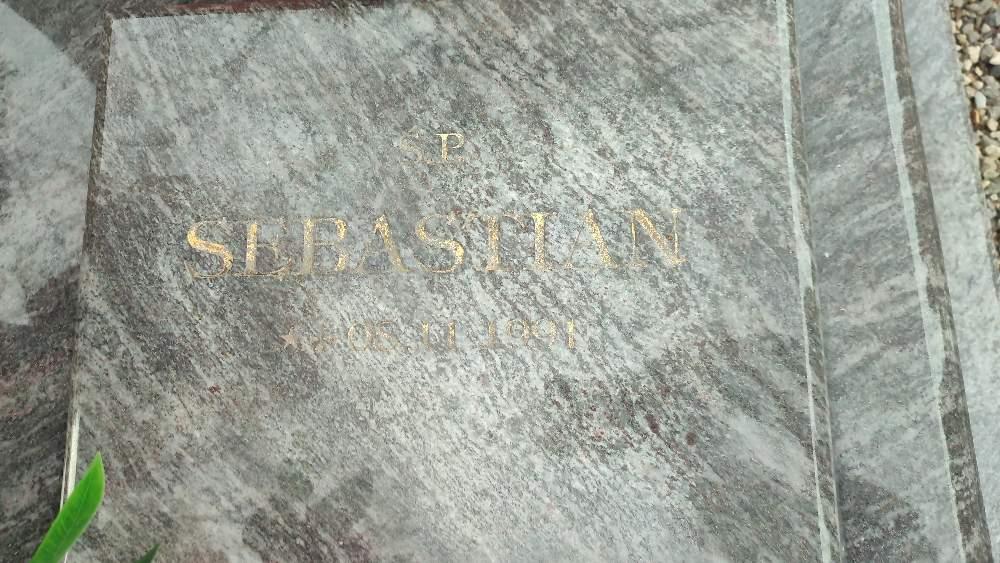 Ś.P.
SEBASTIAN
★✝ 05.11.1991